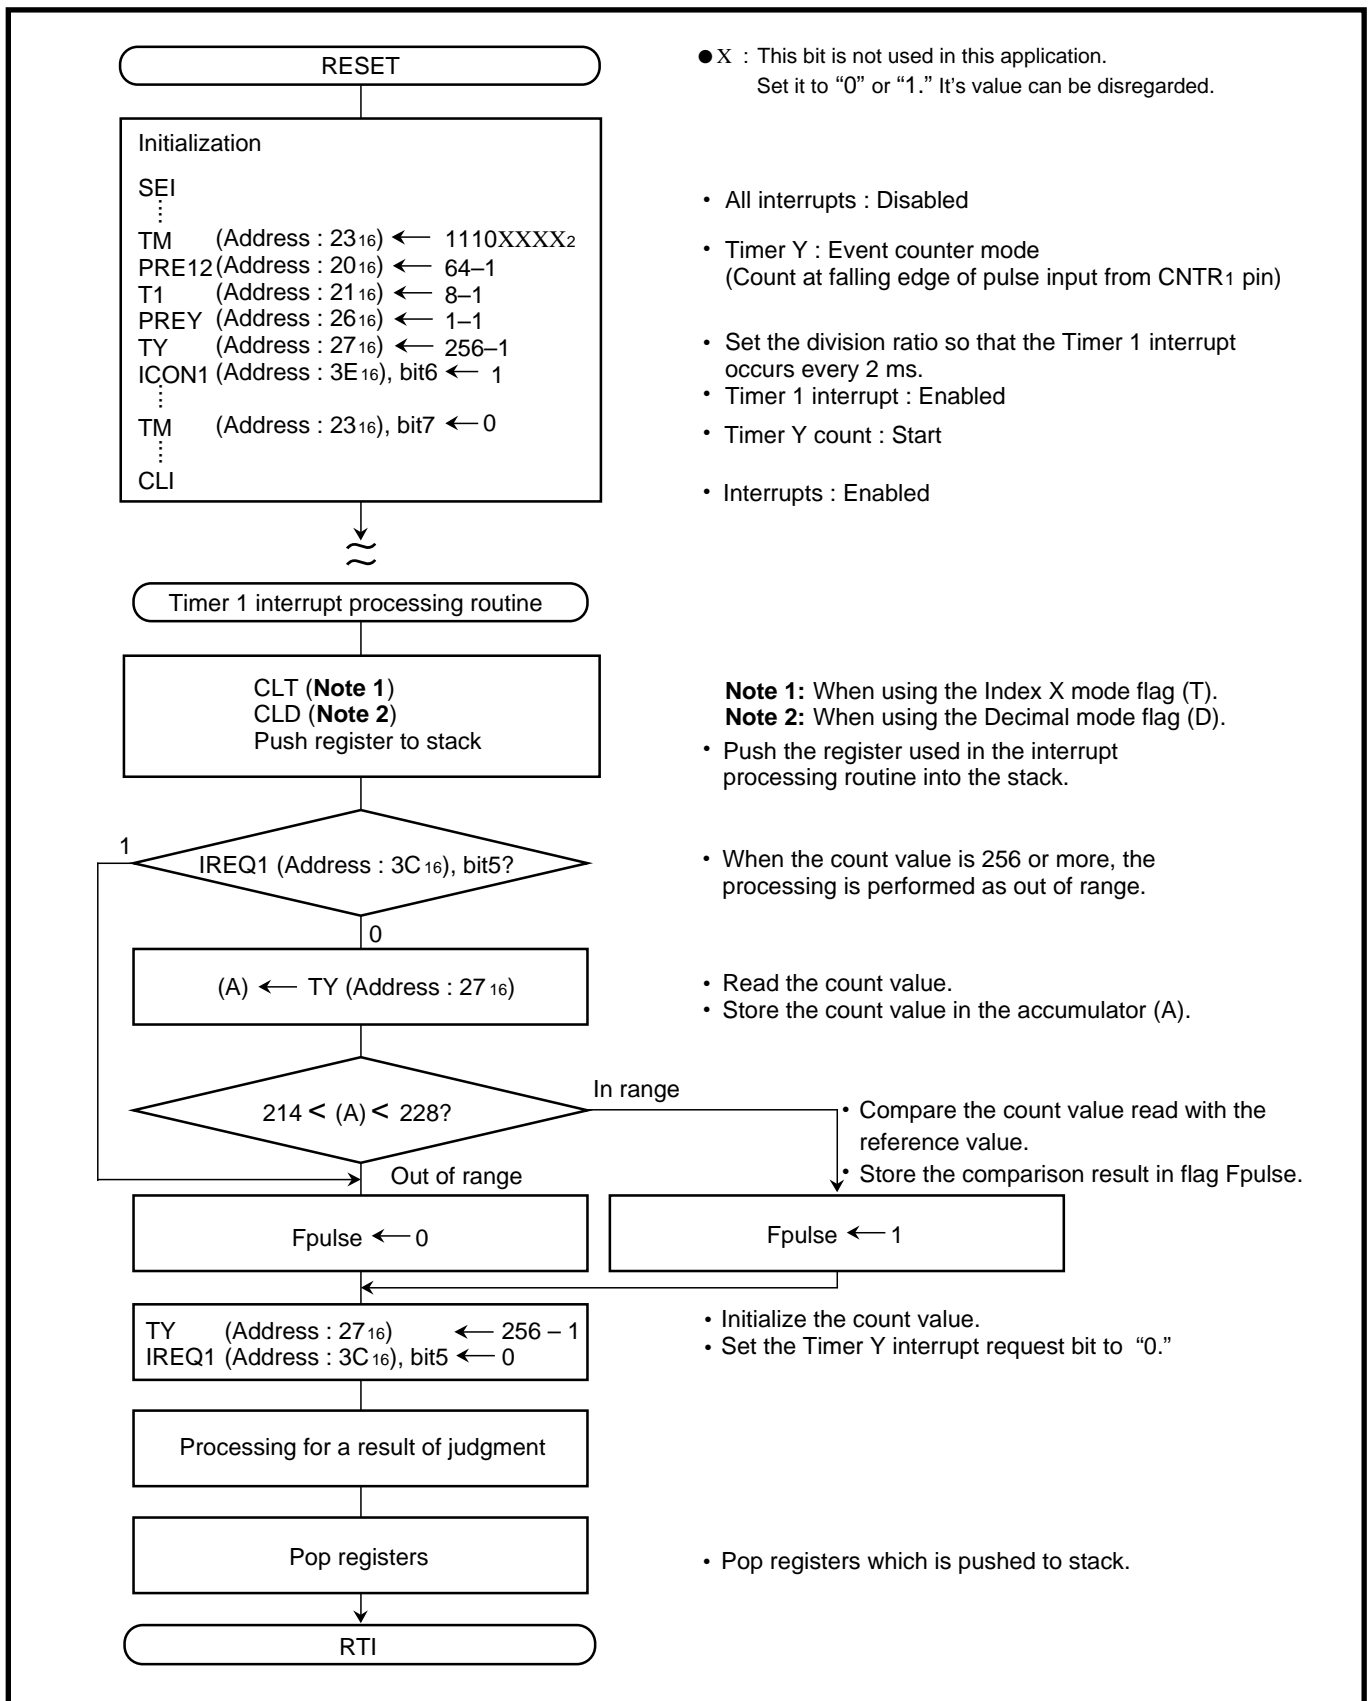 RESET
●X : This bit is not used in this application.
Set it to “0” or “1.” It’s value can be disregarded.
Initialization
SEI
• All interrupts : Disabled
TM (Address : 2316) ← 1110XXXX2
• Timer Y : Event counter mode
PRE12 (Address : 2016) ← 64–1
(Count at falling edge of pulse input from CNTR1 pin)
T1 (Address : 2116) ← 8–1
PREY (Address : 2616) ← 1–1
TY (Address : 2716) ← 256–1
• Set the division ratio so that the Timer 1 interrupt
occurs every 2 ms.
ICON1 (Address : 3E16), bit6 ← 1
• Timer 1 interrupt : Enabled
TM (Address : 2316), bit7 ← 0
• Timer Y count : Start
CLI
• Interrupts : Enabled
Timer 1 interrupt processing routine
CLT (Note 1)
CLD (Note 2)
Push register to stack
Note 1: When using the Index X mode flag (T).
Note 2: When using the Decimal mode flag (D).
• Push the register used in the interrupt
processing routine into the stack.
1
IREQ1 (Address : 3C16), bit5?
0
• When the count value is 256 or more, the
processing is performed as out of range.
(A) ← TY (Address : 2716)
• Read the count value.
• Store the count value in the accumulator (A).
214 < (A) < 228?
In range
Out of range
• Compare the count value read with the
reference value.
• Store the comparison result in flag Fpulse.
Fpulse ← 0
Fpulse ← 1
TY (Address : 2716) ← 256 – 1
IREQ1 (Address : 3C16), bit5 ← 0
• Initialize the count value.
• Set the Timer Y interrupt request bit to “0.”
Processing for a result of judgment
Pop registers
• Pop registers which is pushed to stack.
RTI